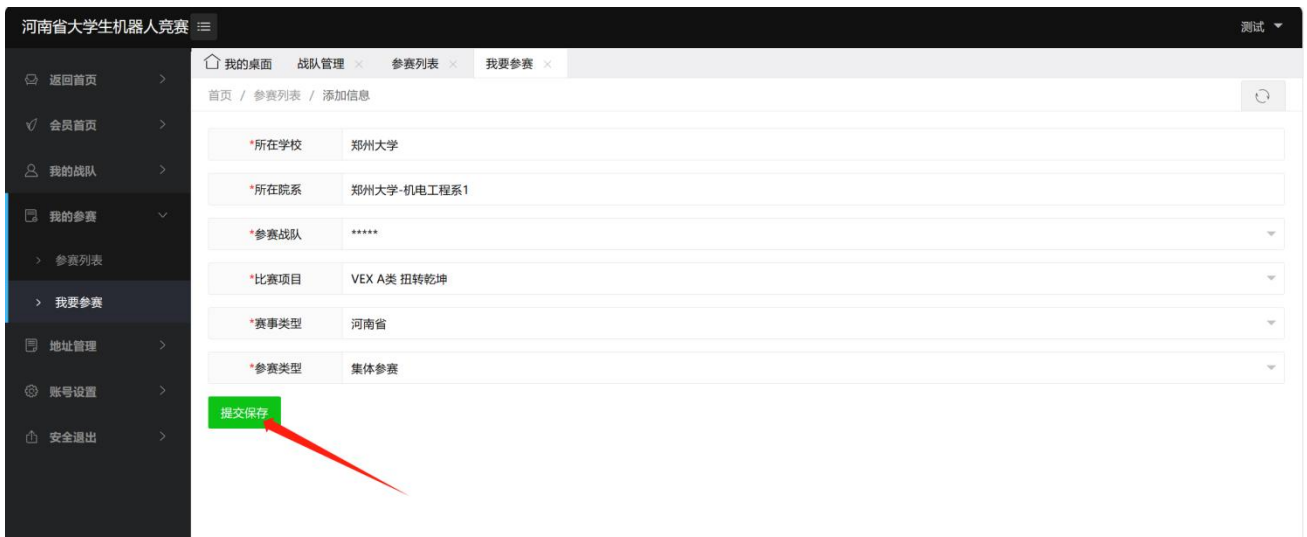 河南省大学生机器人竞赛
测试
返回首页
会员首页
我的战队
我的参赛
参赛列表
我要参赛
地址管理
账号设置
安全退出
我的桌面 战队管理 × 参赛列表 × 我要参赛 ×
首页 / 参赛列表 / 添加信息
*所在学校 郑州大学
*所在院系 郑州大学-机电工程系1
*参赛战队 *****
*比赛项目 VEX A类 扭转乾坤
*赛事类型 河南省
*参赛类型 集体参赛
提交保存